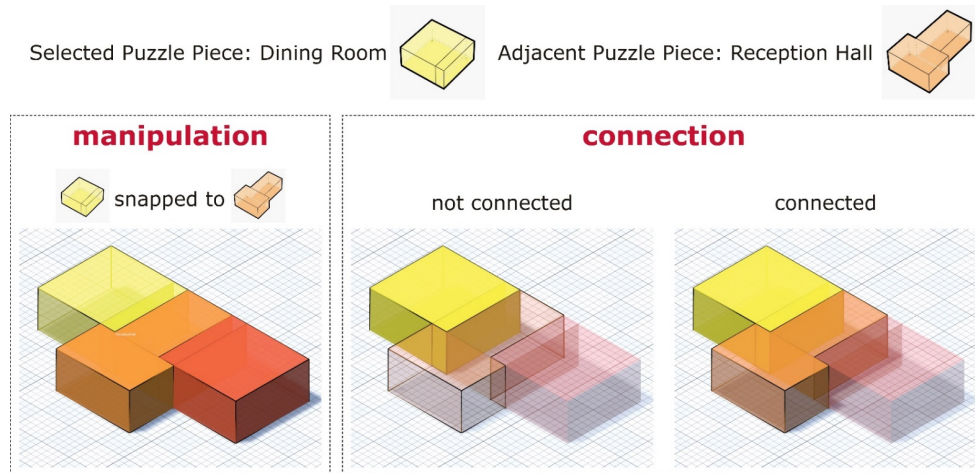 Selected Puzzle Piece: Dining Room
Adjacent Puzzle Piece: Reception Hall
manipulation
connection
snapped to
not connected
connected